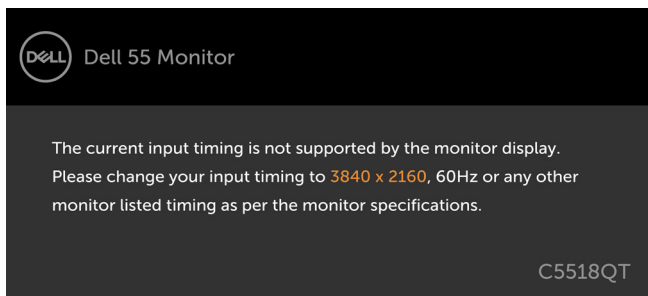 DELL Dell 55 Monitor
The current input timing is not supported by the monitor display.
Please change your input timing to 3840 x 2160, 60Hz or any other
monitor listed timing as per the monitor specifications.
C5518QT